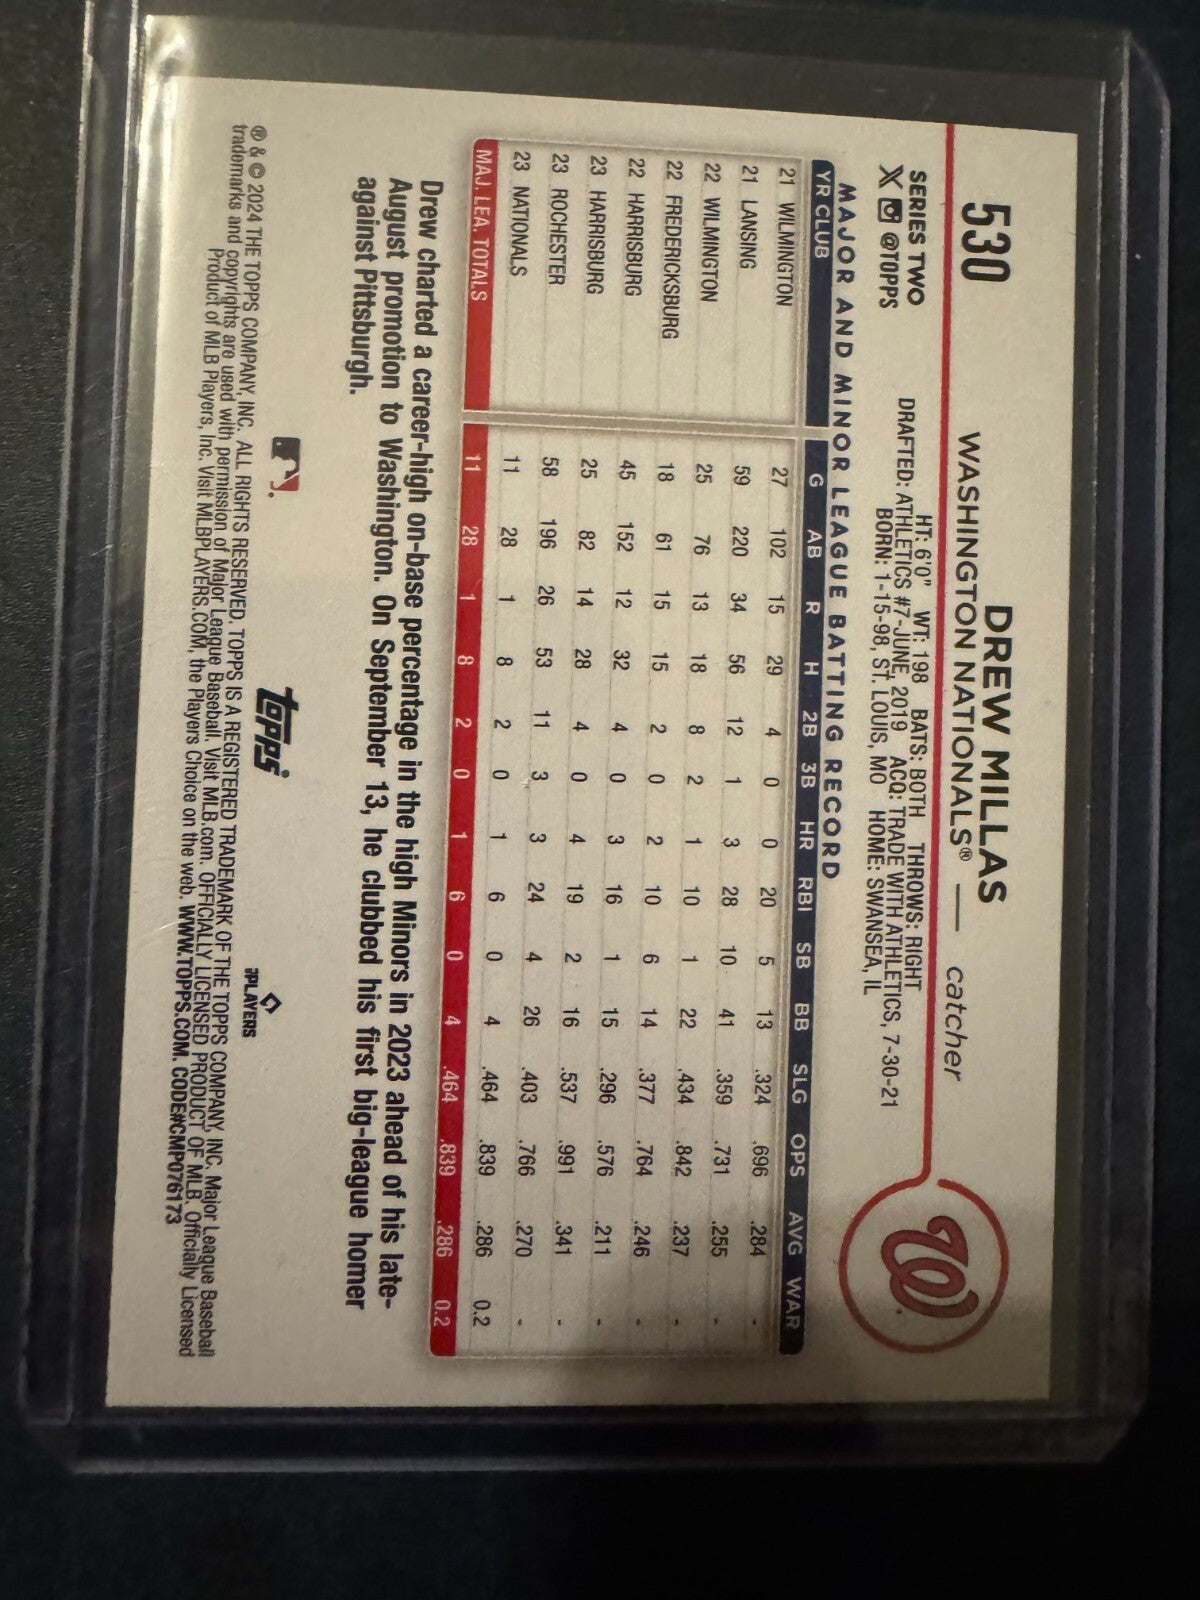 530
DREW MILLAS
WASHINGTON NATIONALS® — catcher
SERIES TWO
X @TOPPS
HT: 6'0" WT: 198 BATS: BOTH THROWS: RIGHT
DRAFTED: ATHLETICS #7-JUNE, 2019 ACQ: TRADE WITH ATHLETICS, 7-30-21
BORN: 1-15-98, ST. LOUIS, MO HOME: SWANSEA, IL
W
MAJOR AND MINOR LEAGUE BATTING RECORD
YR CLUB G AB R H 2B 3B HR RBI SB BB SLG OPS AVG WAR
21 WILMINGTON 27 102 15 29 4 0 0 20 5 13 .324 .696 .284 -
21 LANSING 59 220 34 56 12 1 3 28 10 41 .359 .731 .255 -
22 WILMINGTON 25 76 13 18 8 2 1 10 1 22 .434 .842 .237 -
22 FREDERICKSBURG 18 61 15 15 2 0 2 10 6 14 .377 .764 .246 -
22 HARRISBURG 45 152 12 32 4 0 3 16 1 15 .296 .576 .211 -
23 HARRISBURG 25 82 14 28 4 0 4 19 2 16 .537 .991 .341 -
23 ROCHESTER 58 196 26 53 11 3 3 24 4 26 .403 .766 .270 -
23 NATIONALS 11 28 1 8 2 0 1 6 0 4 .464 .839 .286 0.2
MAJ. LEA. TOTALS 11 28 1 8 2 0 1 6 0 4 .464 .839 .286 0.2
Drew charted a career-high on-base percentage in the high Minors in 2023 ahead of his late-
August promotion to Washington. On September 13, he clubbed his first big-league homer
against Pittsburgh.
topps
PLAYERS
® & © 2024 THE TOPPS COMPANY, INC. ALL RIGHTS RESERVED. TOPPS IS A REGISTERED TRADEMARK OF THE TOPPS COMPANY, INC. Major League Baseball
trademarks and copyrights are used with permission of Major League Baseball. Visit MLB.com. OFFICIALLY LICENSED PRODUCT OF MLB. Officially Licensed
Product of MLB Players, Inc. Visit MLBPLAYERS.COM, the Players Choice on the web. WWW.TOPPS.COM. CODE#CMP076173